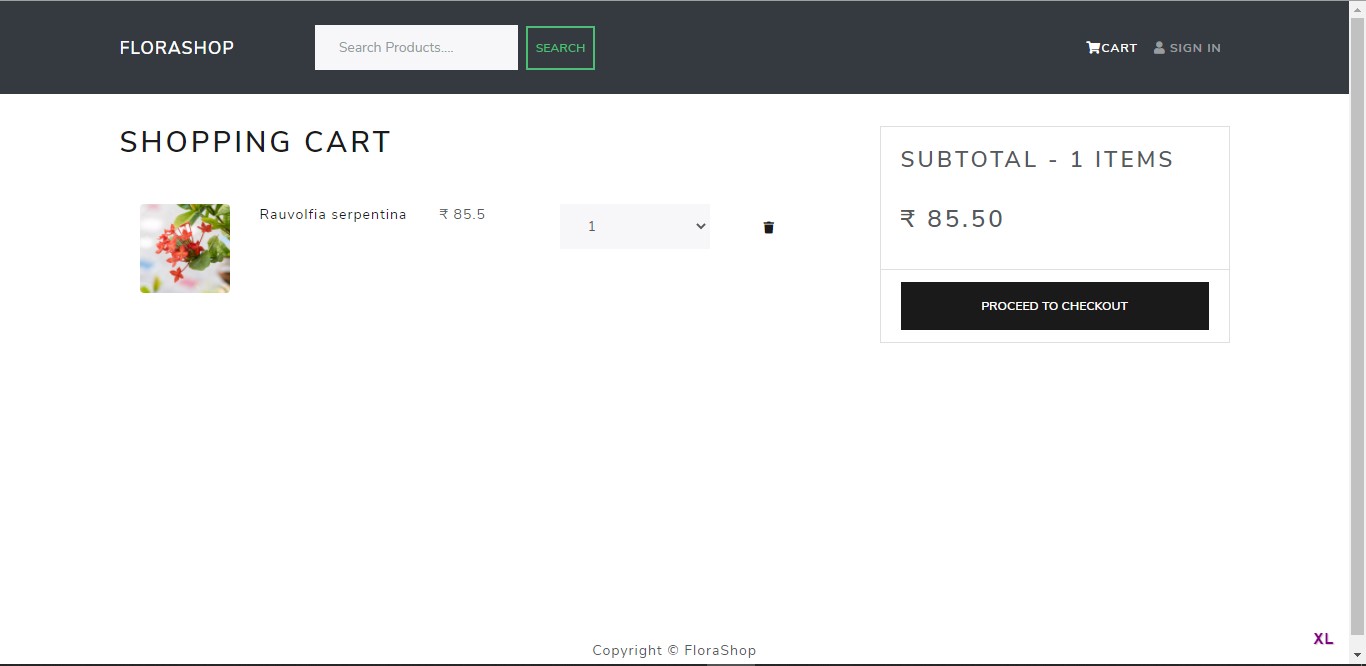 FLORASHOP
Search Products....
SEARCH
CART
SIGN IN
SHOPPING CART
Rauvolfia serpentina
₹ 85.5
1
SUBTOTAL - 1 ITEMS
₹ 85.50
PROCEED TO CHECKOUT
Copyright © FloraShop
XL